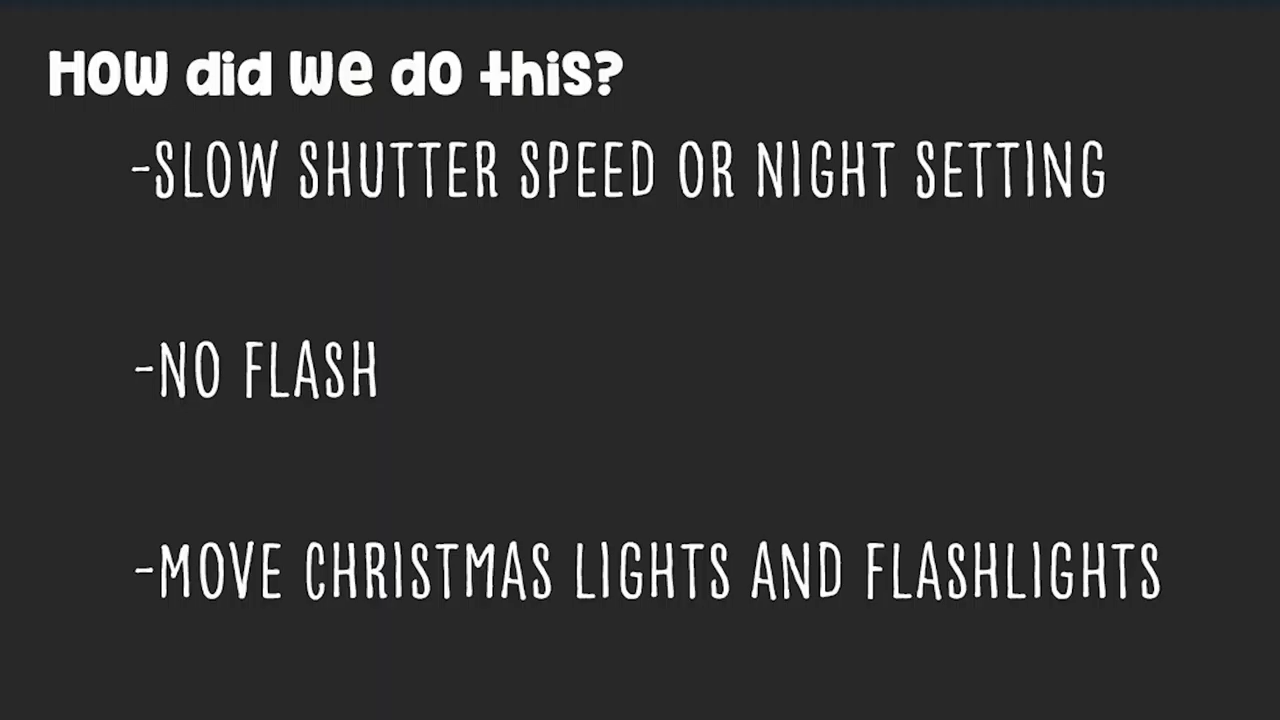 How did we do this?
-SLOW SHUTTER SPEED OR NIGHT SETTING
-NO FLASH
-MOVE CHRISTMAS LIGHTS AND FLASHLIGHTS